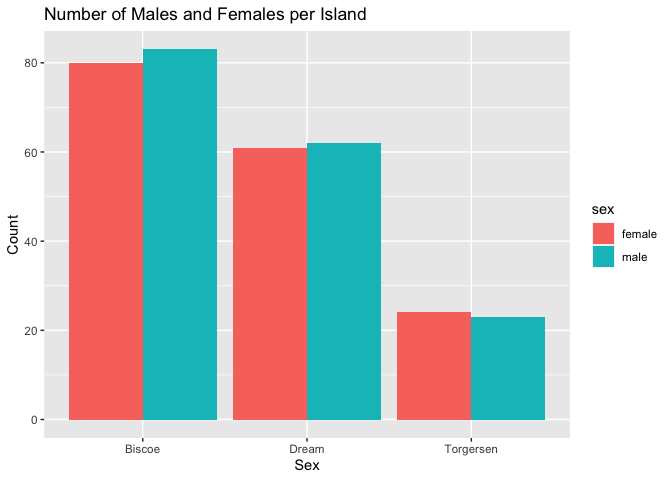 Number of Males and Females per Island
Count
80
60
40
20
0
Biscoe
Dream
Torgersen
Sex
sex
female
male